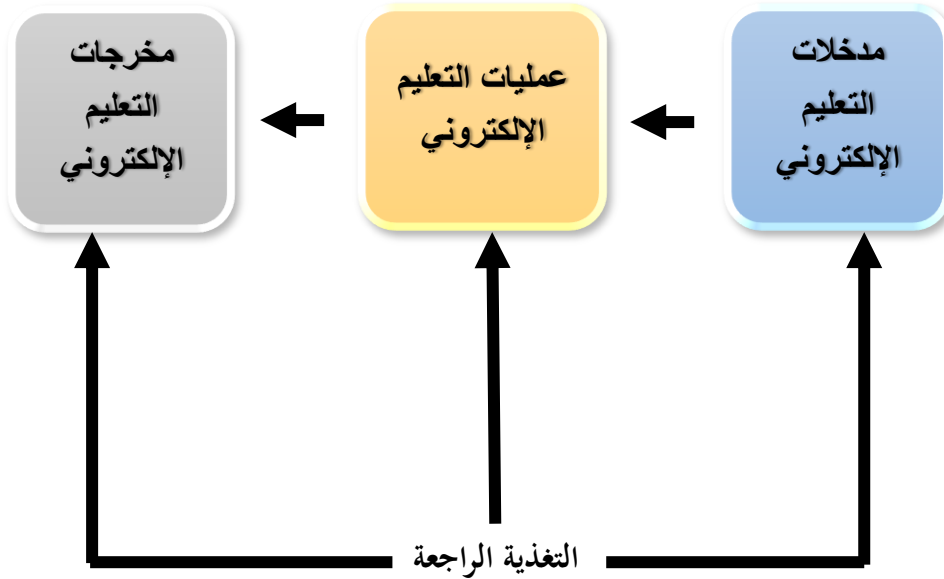 مدخلات
التعليم
الإلكتروني
عمليات التعليم
الإلكتروني
مخرجات
التعليم
الإلكتروني
التغذية الراجعة